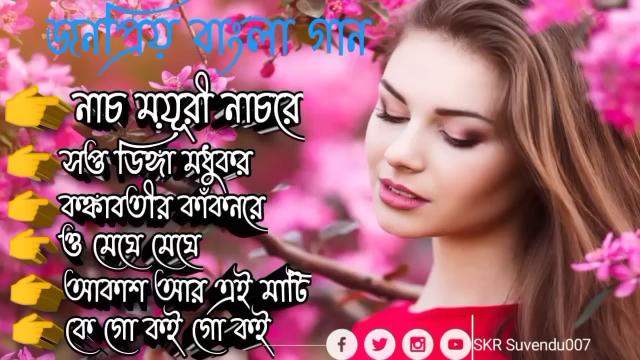 জনপ্রিয় বাংলা গান
নাচ ময়ূরী নাচরে
সপ্ত ডিঙ্গা মধুকর
কঙ্কাবতীর কাঁকনরে
ও মেঘে মেঘে
আকাশ আর এই মাটি
কে গো কই গো কই
SKR Suvendu007